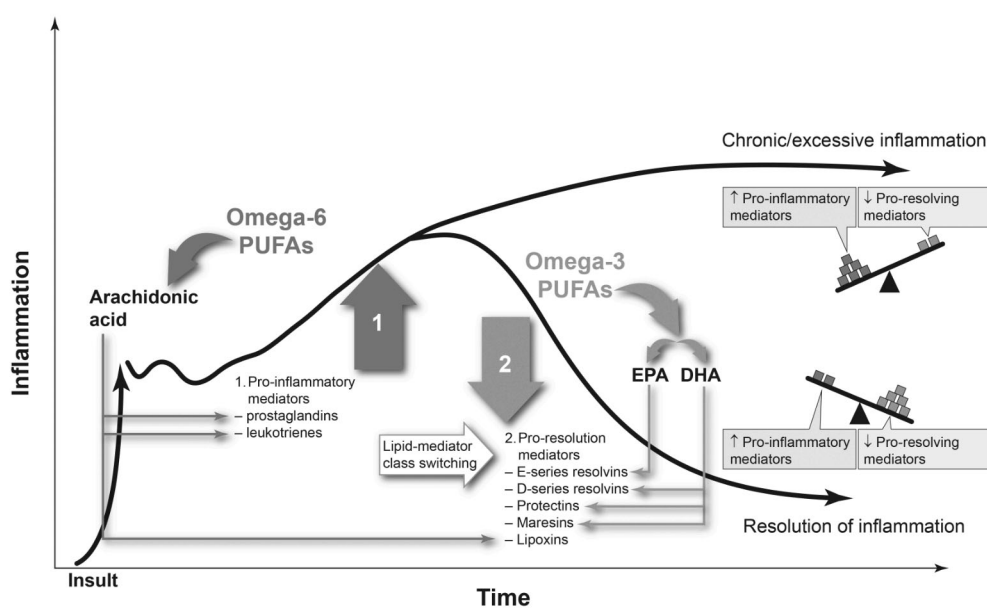 Inflammation
Omega-6
PUFAs
Arachidonic
acid
1
1. Pro-inflammatory
mediators
– prostaglandins
– leukotrienes
Insult
Omega-3
PUFAs
2
EPA DHA
Lipid-mediator
class switching
2. Pro-resolution
mediators
– E-series resolvins
– D-series resolvins
– Protectins
– Maresins
– Lipoxins
Chronic/excessive inflammation
↑ Pro-inflammatory
mediators
↓ Pro-resolving
mediators
↑ Pro-inflammatory
mediators
↓ Pro-resolving
mediators
Resolution of inflammation
Time